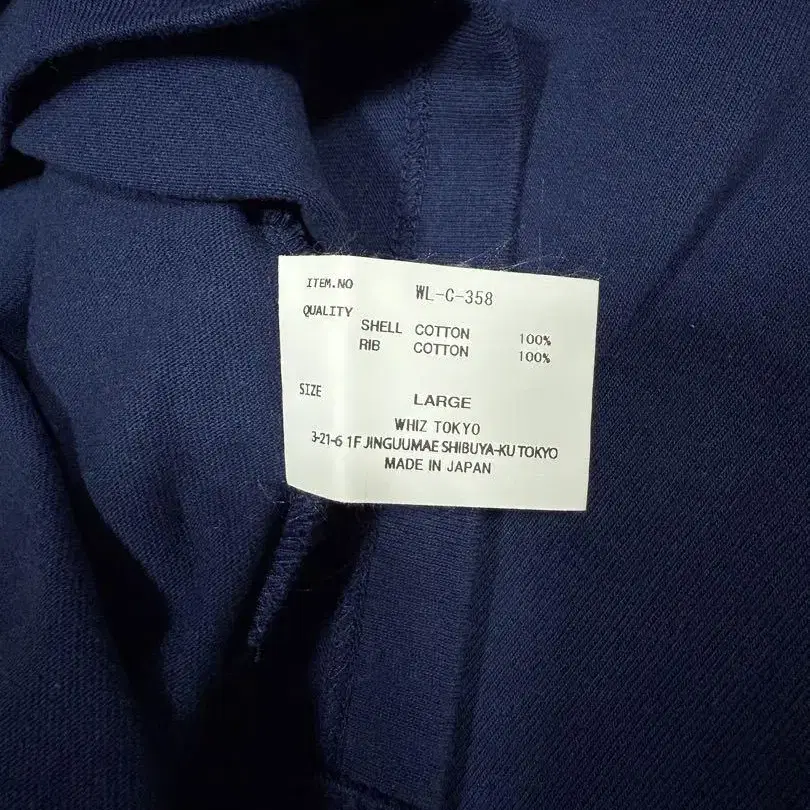 ITEM.NO WL-C-358
QUALITY
SHELL COTTON 100%
RIB COTTON 100%
SIZE
LARGE
WHIZ TOKYO
3-21-6 1F JINGUUMAE SHIBUYA-KU TOKYO
MADE IN JAPAN